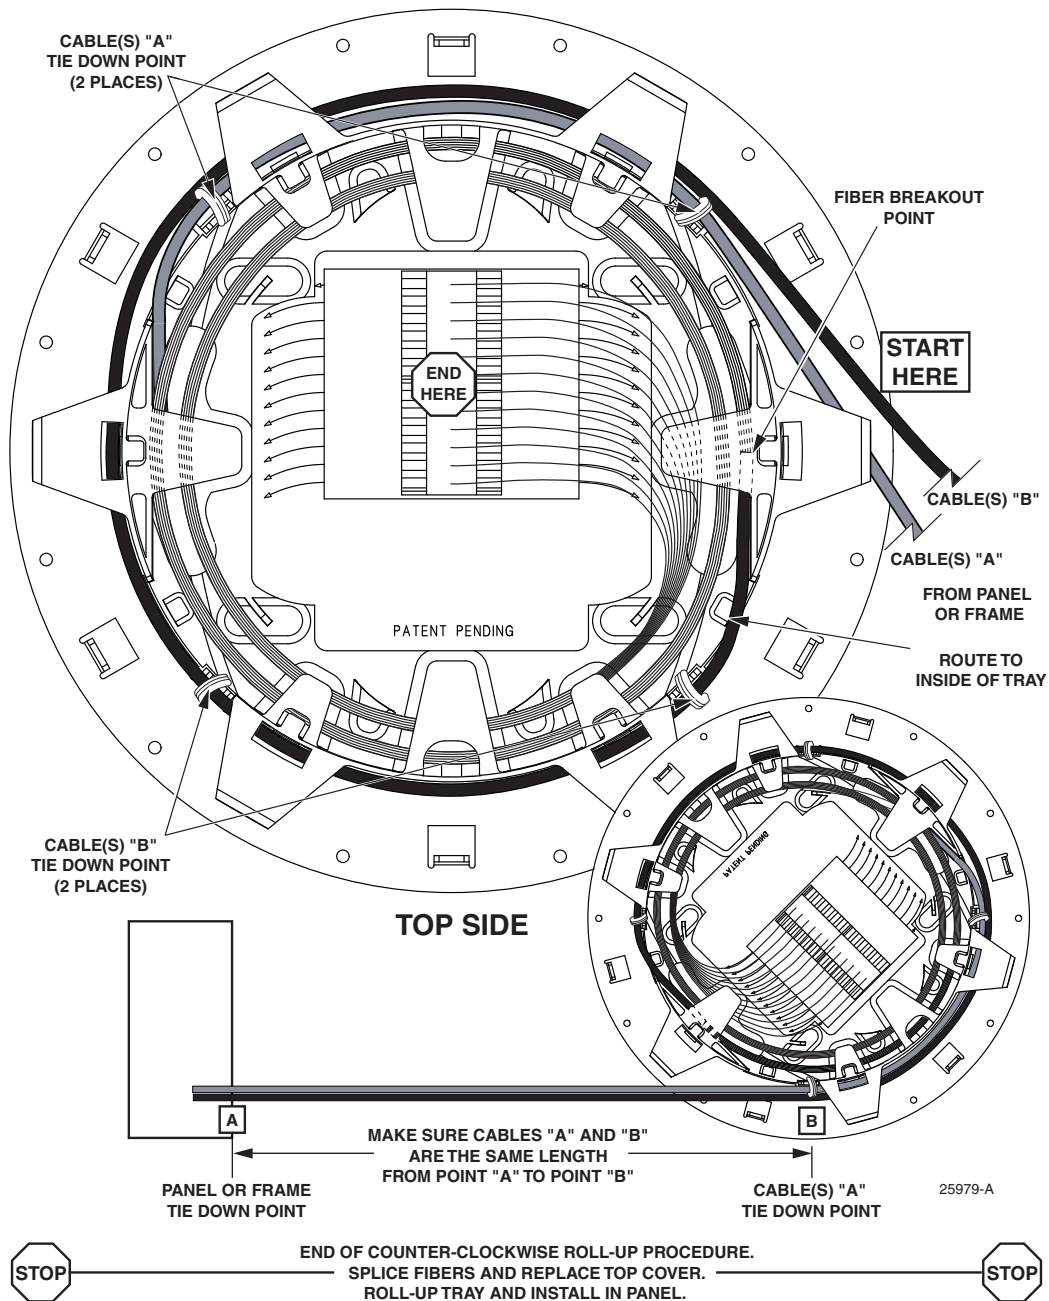 CABLE(S) "A"
TIE DOWN POINT
(2 PLACES)
FIBER BREAKOUT
POINT
START
HERE
END
HERE
CABLE(S) "B"
CABLE(S) "A"
FROM PANEL
OR FRAME
PATENT PENDING
ROUTE TO
INSIDE OF TRAY
CABLE(S) "B"
TIE DOWN POINT
(2 PLACES)
PATENT PENDING
TOP SIDE
A
B
MAKE SURE CABLES "A" AND "B"
ARE THE SAME LENGTH
FROM POINT "A" TO POINT "B"
PANEL OR FRAME
TIE DOWN POINT
CABLE(S) "A"
TIE DOWN POINT
25979-A
STOP
END OF COUNTER-CLOCKWISE ROLL-UP PROCEDURE.
SPLICE FIBERS AND REPLACE TOP COVER.
ROLL-UP TRAY AND INSTALL IN PANEL.
STOP